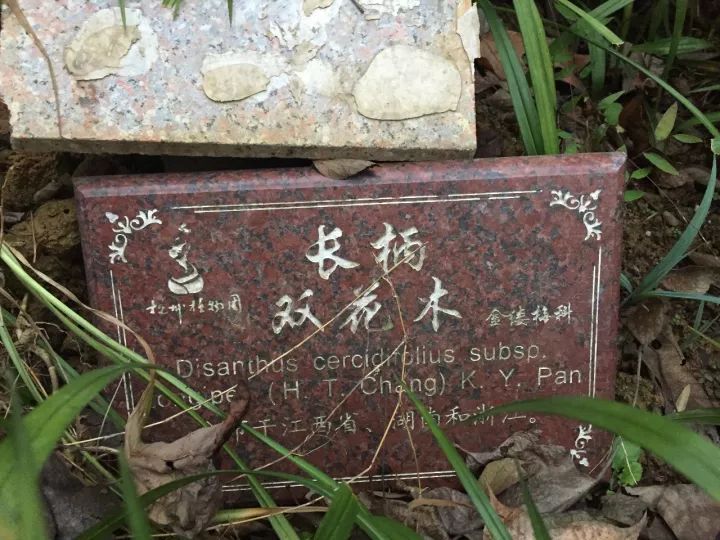 长柄
杭州植物园
双花木 金缕梅科
Disanthus cercidifolius subsp.
(H. T. Chang) K. Y. Pan
于江西省、湖南和浙江。